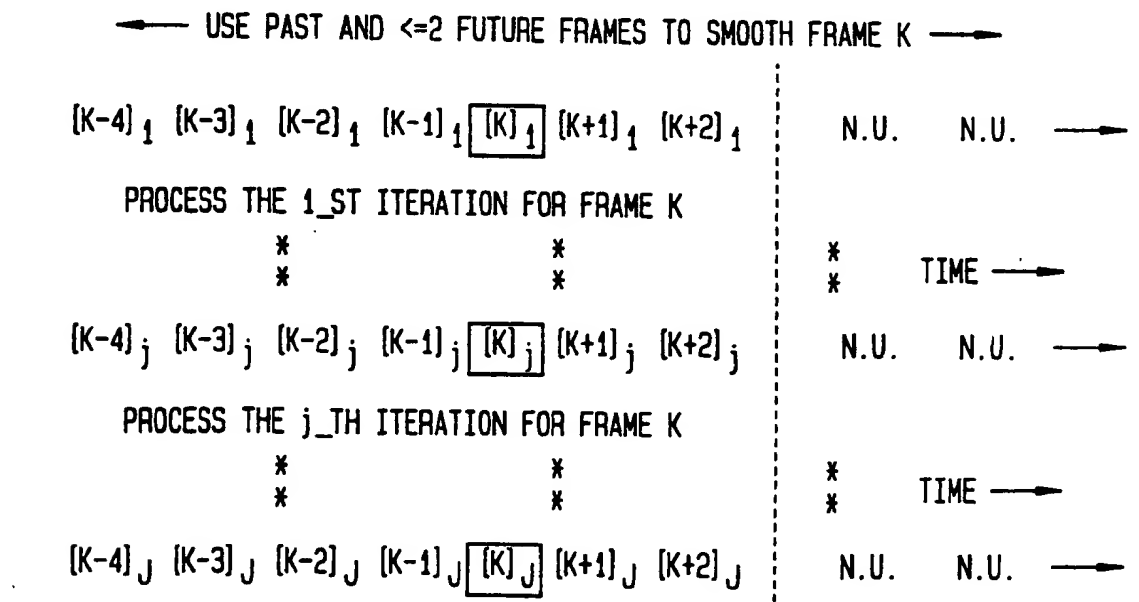 USE PAST AND <=2 FUTURE FRAMES TO SMOOTH FRAME K
[K-4]1 [K-3]1 [K-2]1 [K-1]1 [K]1 [K+1]1 [K+2]1 N.U. N.U.
PROCESS THE 1_ST ITERATION FOR FRAME K
* * *
* * * TIME
[K-4]j [K-3]j [K-2]j [K-1]j [K]j [K+1]j [K+2]j N.U. N.U.
PROCESS THE j_TH ITERATION FOR FRAME K
* * *
* * * TIME
[K-4]J [K-3]J [K-2]J [K-1]J [K]J [K+1]J [K+2]J N.U. N.U.